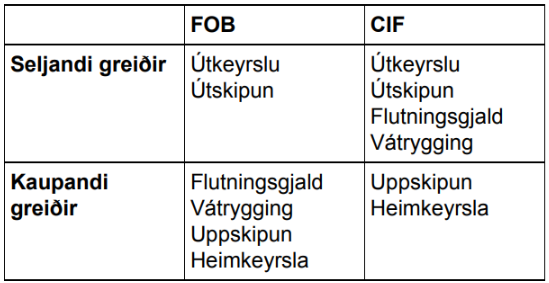 FOB
CIF
Seljandi greiðir
Útkeyrslu
Útskipun
Útkeyrslu
Útskipun
Flutningsgjald
Vátrygging
Kaupandi
greiðir
Flutningsgjald
Vátrygging
Uppskipun
Heimkeyrsla
Uppskipun
Heimkeyrsla